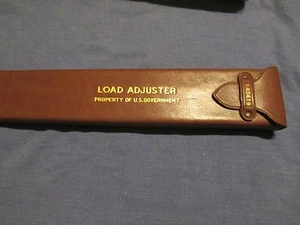 LOAD ADJUSTER
PROPERTY OF U.S. GOVERNMENT